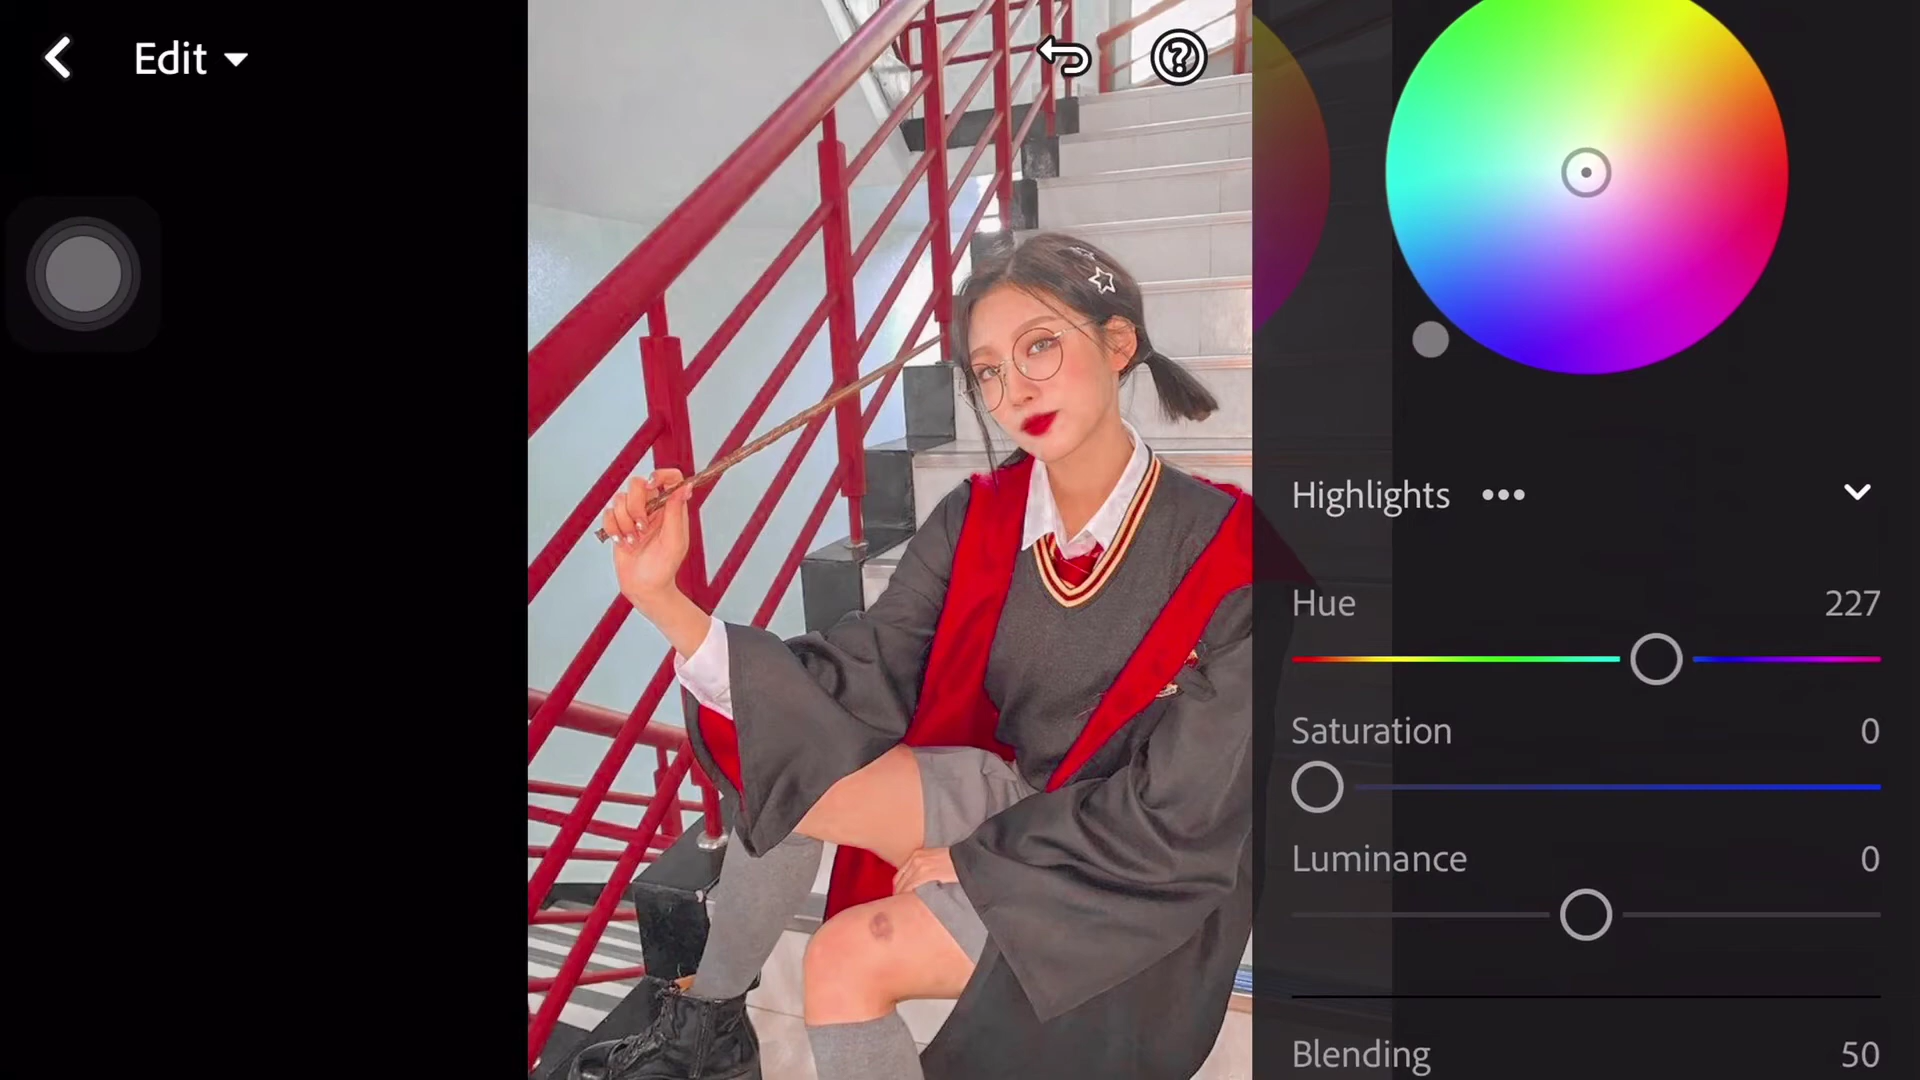 Edit
Highlights
Hue 227
Saturation 0
Luminance 0
Blending 50